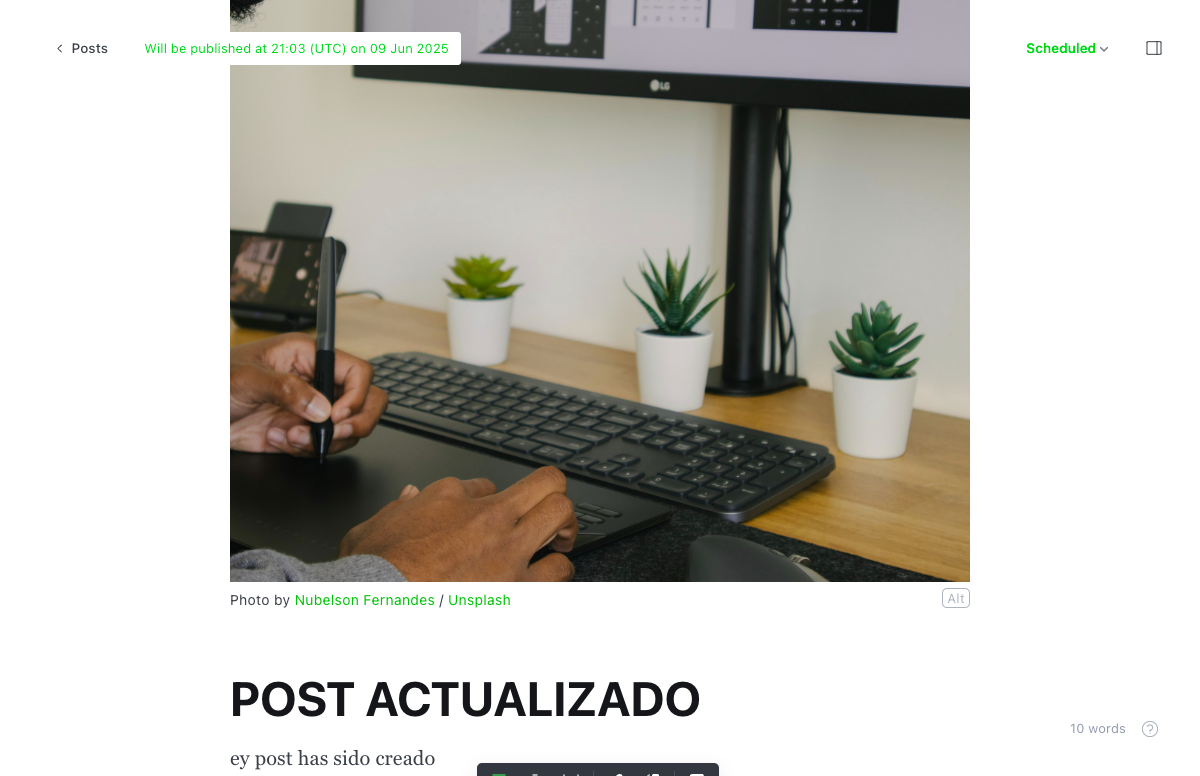 Posts
Will be published at 21:03 (UTC) on 09 Jun 2025
Scheduled
LG
Photo by Nubelson Fernandes / Unsplash
Alt
POST ACTUALIZADO
10 words
ey post has sido creado